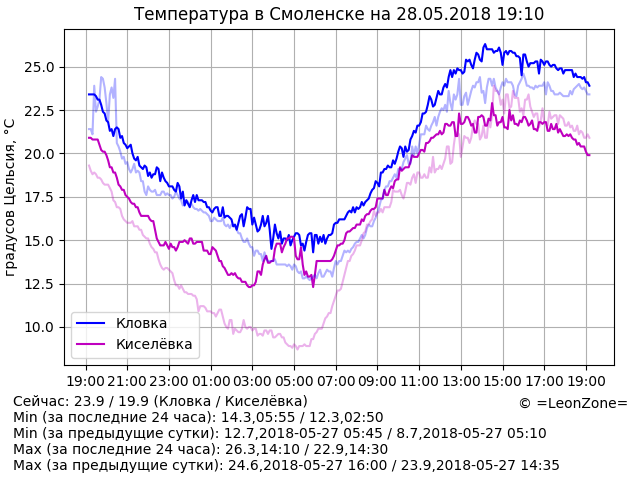 Температура в Смоленске на 28.05.2018 19:10
градусов Цельсия, °C
25.0
22.5
20.0
17.5
15.0
12.5
10.0
Кловка
Киселёвка
19:00 21:00 23:00 01:00 03:00 05:00 07:00 09:00 11:00 13:00 15:00 17:00 19:00
Сейчас: 23.9 / 19.9 (Кловка / Киселёвка)
© =LeonZone=
Min (за последние 24 часа): 14.3,05:55 / 12.3,02:50
Min (за предыдущие сутки): 12.7,2018-05-27 05:45 / 8.7,2018-05-27 05:10
Max (за последние 24 часа): 26.3,14:10 / 22.9,14:30
Max (за предыдущие сутки): 24.6,2018-05-27 16:00 / 23.9,2018-05-27 14:35